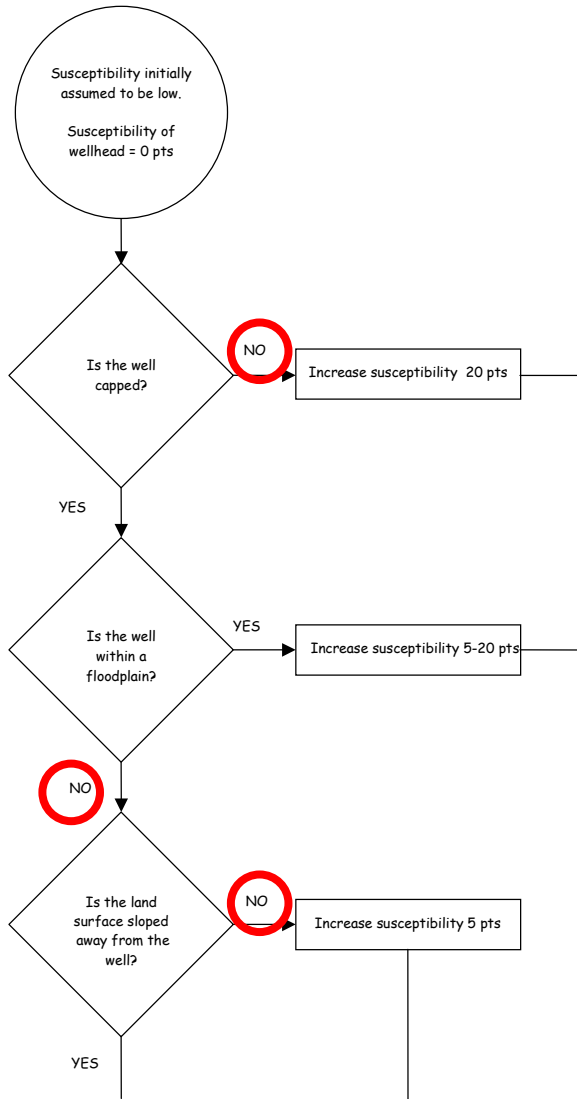 Susceptibility initially
assumed to be low.
Susceptibility of
wellhead = 0 pts
Is the well
capped?
NO
Increase susceptibility  20 pts
YES
Is the well
within a
floodplain?
YES
Increase susceptibility 5-20 pts
NO
Is the land
surface sloped
away from the
well?
NO
Increase susceptibility 5 pts
YES